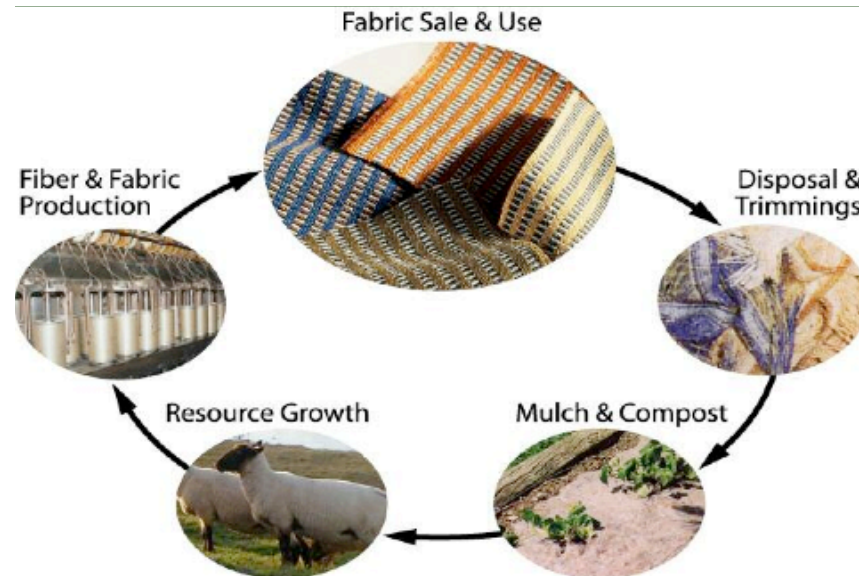 Fabric Sale & Use
Fiber & Fabric
Production
Disposal &
Trimmings
Resource Growth
Mulch & Compost